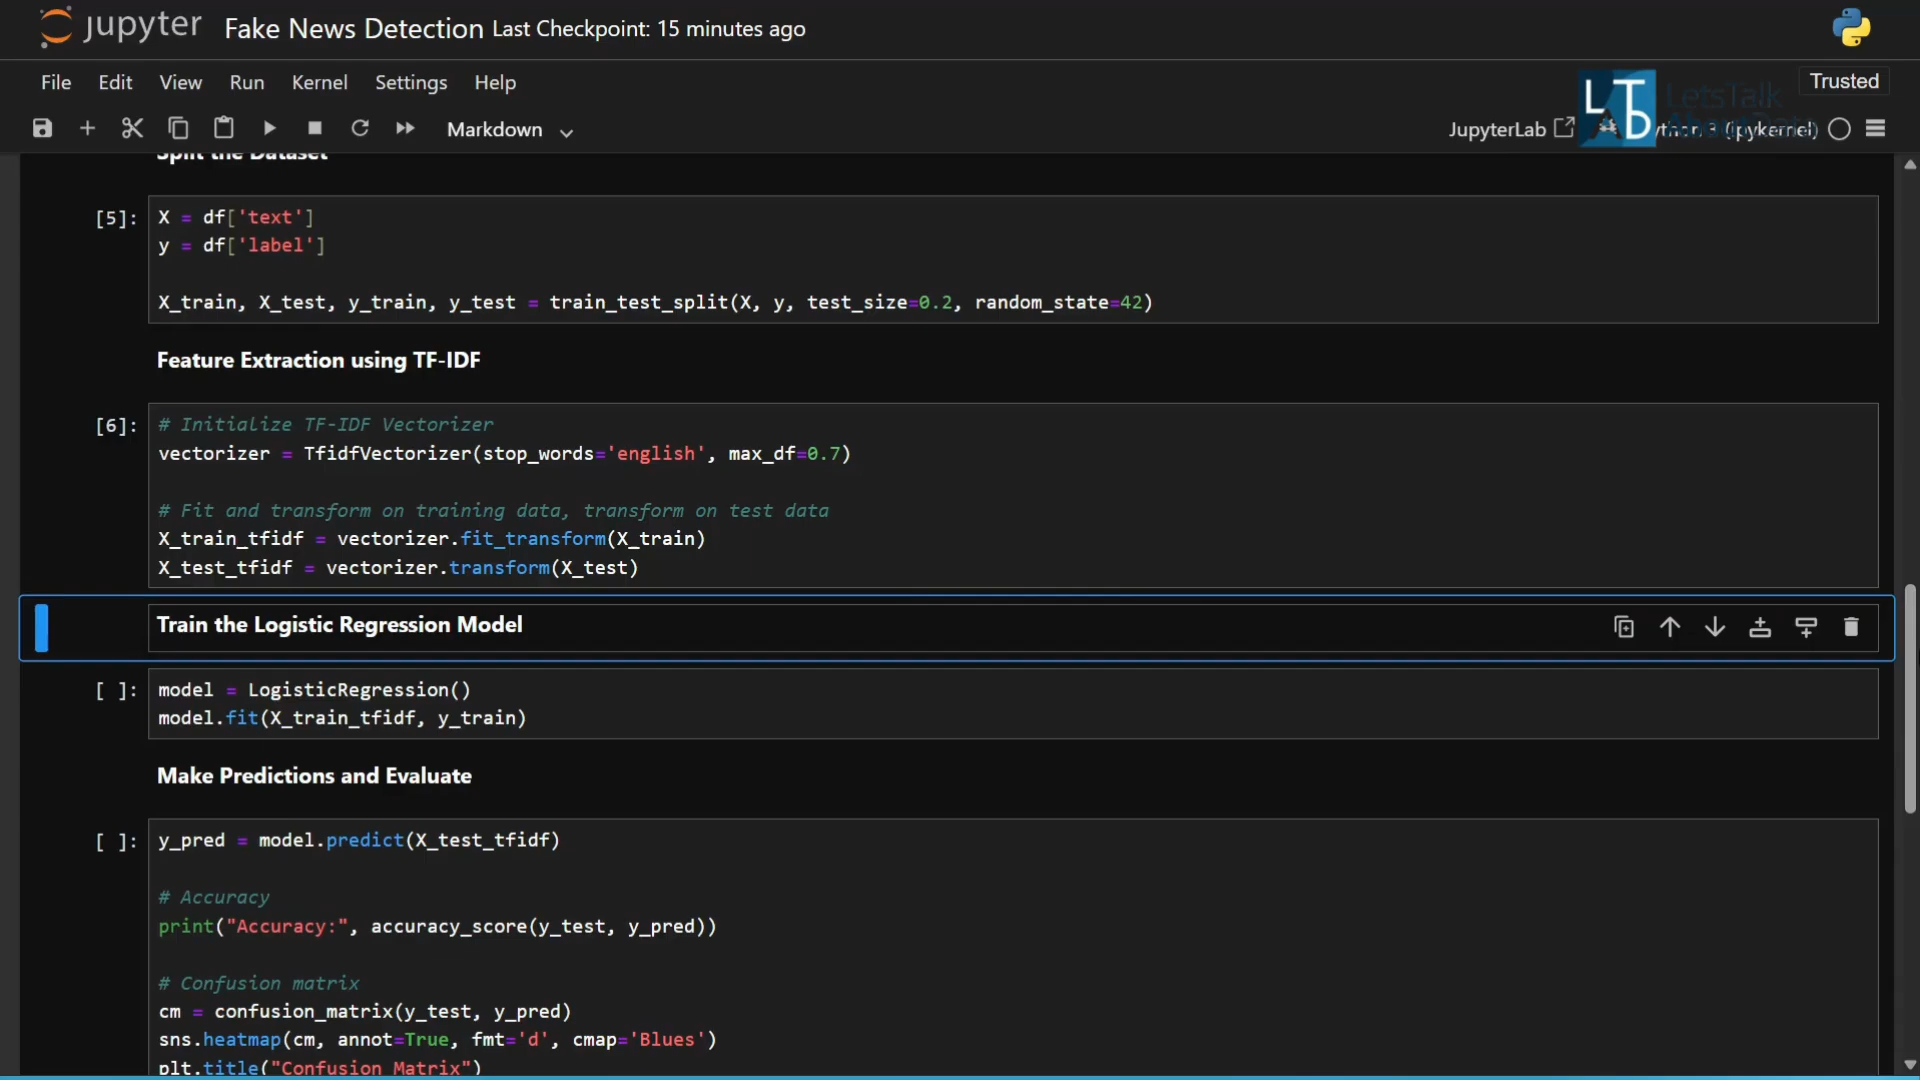 jupyter Fake News Detection Last Checkpoint: 15 minutes ago
File Edit View Run Kernel Settings Help
Trusted
LetsTalk
Markdown
JupyterLab
LTD
(ipykernel)
Split the Dataset
[5]:
X = df['text']
y = df['label']
X_train, X_test, y_train, y_test = train_test_split(X, y, test_size=0.2, random_state=42)
Feature Extraction using TF-IDF
[6]:
# Initialize TF-IDF Vectorizer
vectorizer = TfidfVectorizer(stop_words='english', max_df=0.7)
# Fit and transform on training data, transform on test data
X_train_tfidf = vectorizer.fit_transform(X_train)
X_test_tfidf = vectorizer.transform(X_test)
Train the Logistic Regression Model
[ ]:
model = LogisticRegression()
model.fit(X_train_tfidf, y_train)
Make Predictions and Evaluate
[ ]:
y_pred = model.predict(X_test_tfidf)
# Accuracy
print("Accuracy:", accuracy_score(y_test, y_pred))
# Confusion matrix
cm = confusion_matrix(y_test, y_pred)
sns.heatmap(cm, annot=True, fmt='d', cmap='Blues')
plt.title("Confusion Matrix")